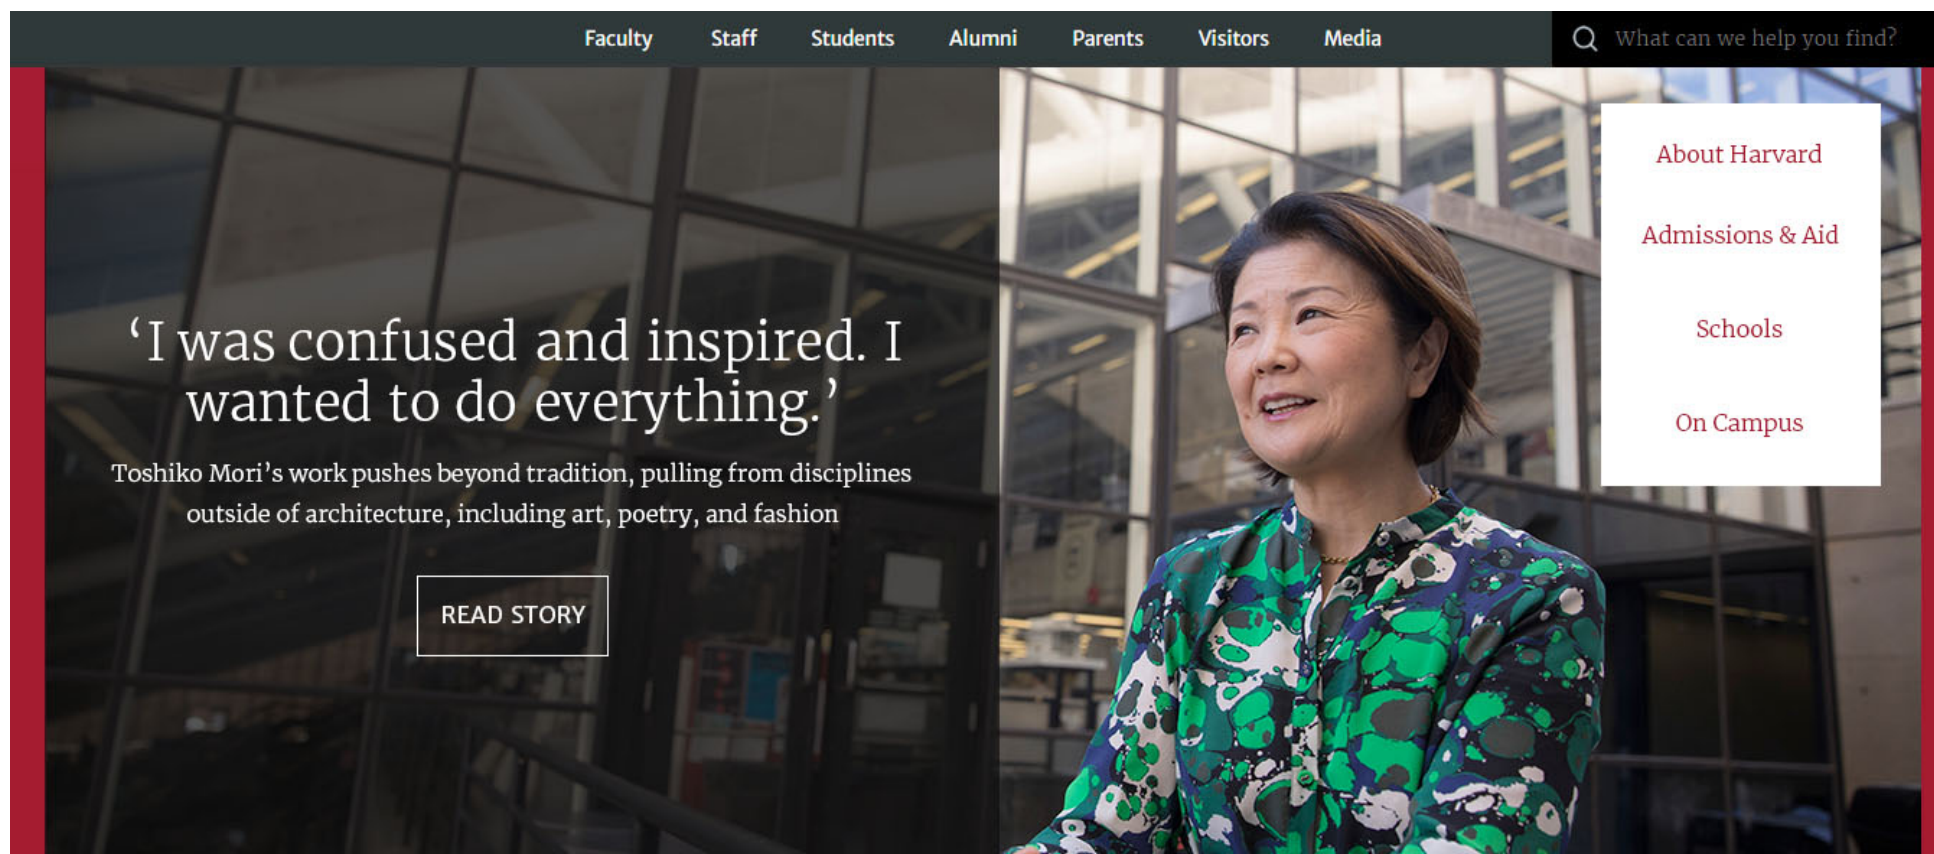 Faculty Staff Students Alumni Parents Visitors Media What can we help you find?
About Harvard
Admissions & Aid
Schools
On Campus
‘I was confused and inspired. I
wanted to do everything.’
Toshiko Mori’s work pushes beyond tradition, pulling from disciplines
outside of architecture, including art, poetry, and fashion
READ STORY